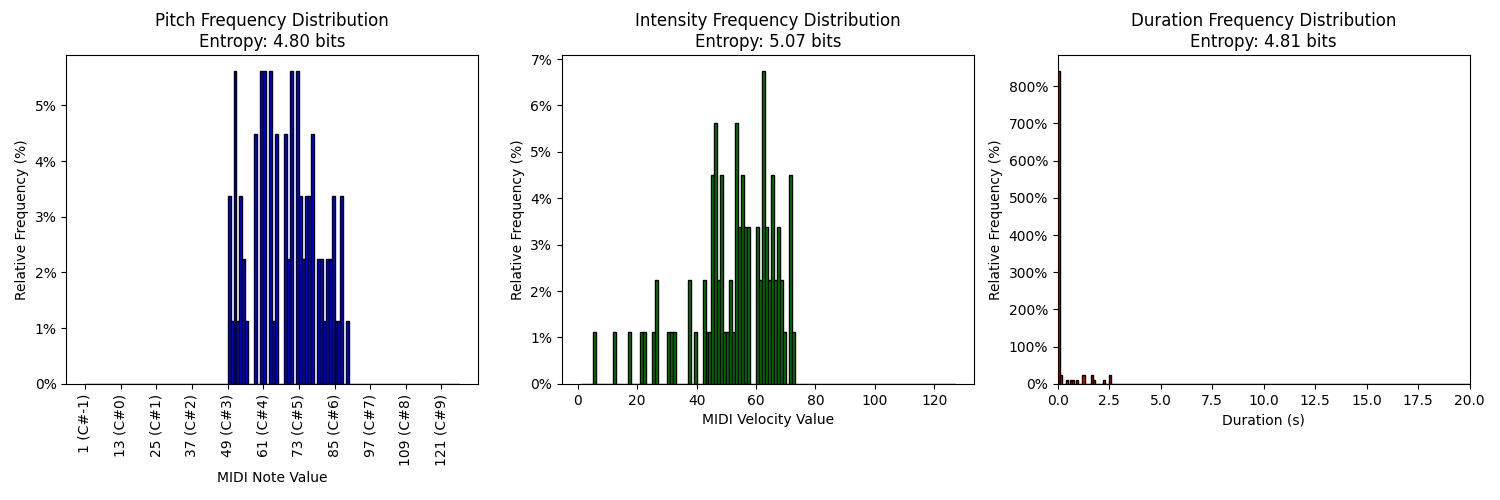 Pitch Frequency Distribution
Entropy: 4.80 bits
Relative Frequency (%)
5%
4%
3%
2%
1%
0%
1 (C#-1)
13 (C#0)
25 (C#1)
37 (C#2)
49 (C#3)
61 (C#4)
73 (C#5)
85 (C#6)
97 (C#7)
109 (C#8)
121 (C#9)
MIDI Note Value
Intensity Frequency Distribution
Entropy: 5.07 bits
Relative Frequency (%)
7%
6%
5%
4%
3%
2%
1%
0%
0 20 40 60 80 100 120
MIDI Velocity Value
Duration Frequency Distribution
Entropy: 4.81 bits
Relative Frequency (%)
800%
700%
600%
500%
400%
300%
200%
100%
0%
0.0 2.5 5.0 7.5 10.0 12.5 15.0 17.5 20.0
Duration (s)